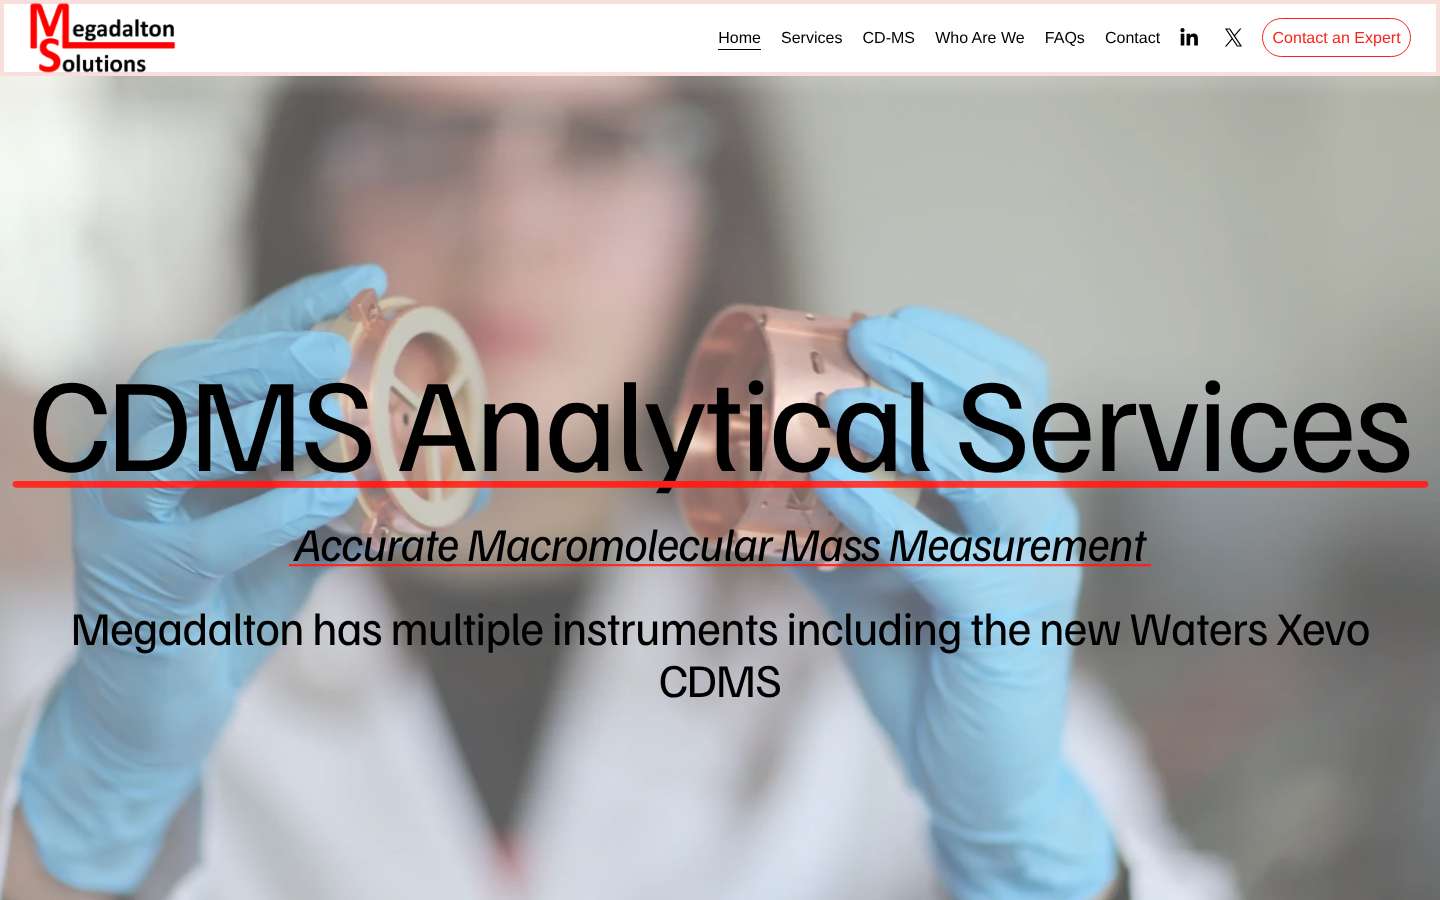 Megadalton
Solutions
Home Services CD-MS Who Are We FAQs Contact in X Contact an Expert
CDMS Analytical Services
Accurate Macromolecular Mass Measurement
Megadalton has multiple instruments including the new Waters Xevo
CDMS